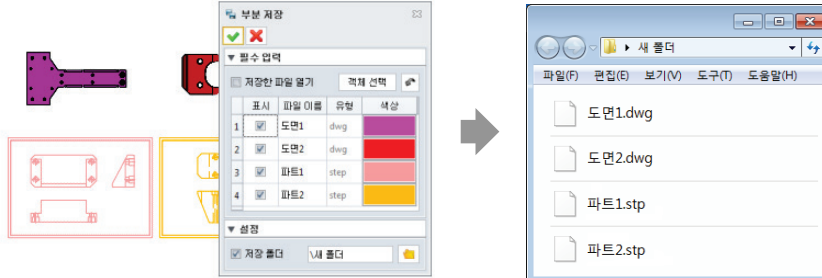 부분 저장
▼ 필수 입력
저장한 파일 열기 객체 선택
표시 파일 이름 유형 색상
1 도면1 dwg
2 도면2 dwg
3 파트1 step
4 파트2 step
▼ 설정
저장 폴더 \새 폴더
새 폴더
파일(F) 편집(E) 보기(V) 도구(T) 도움말(H)
도면1.dwg
도면2.dwg
파트1.stp
파트2.stp